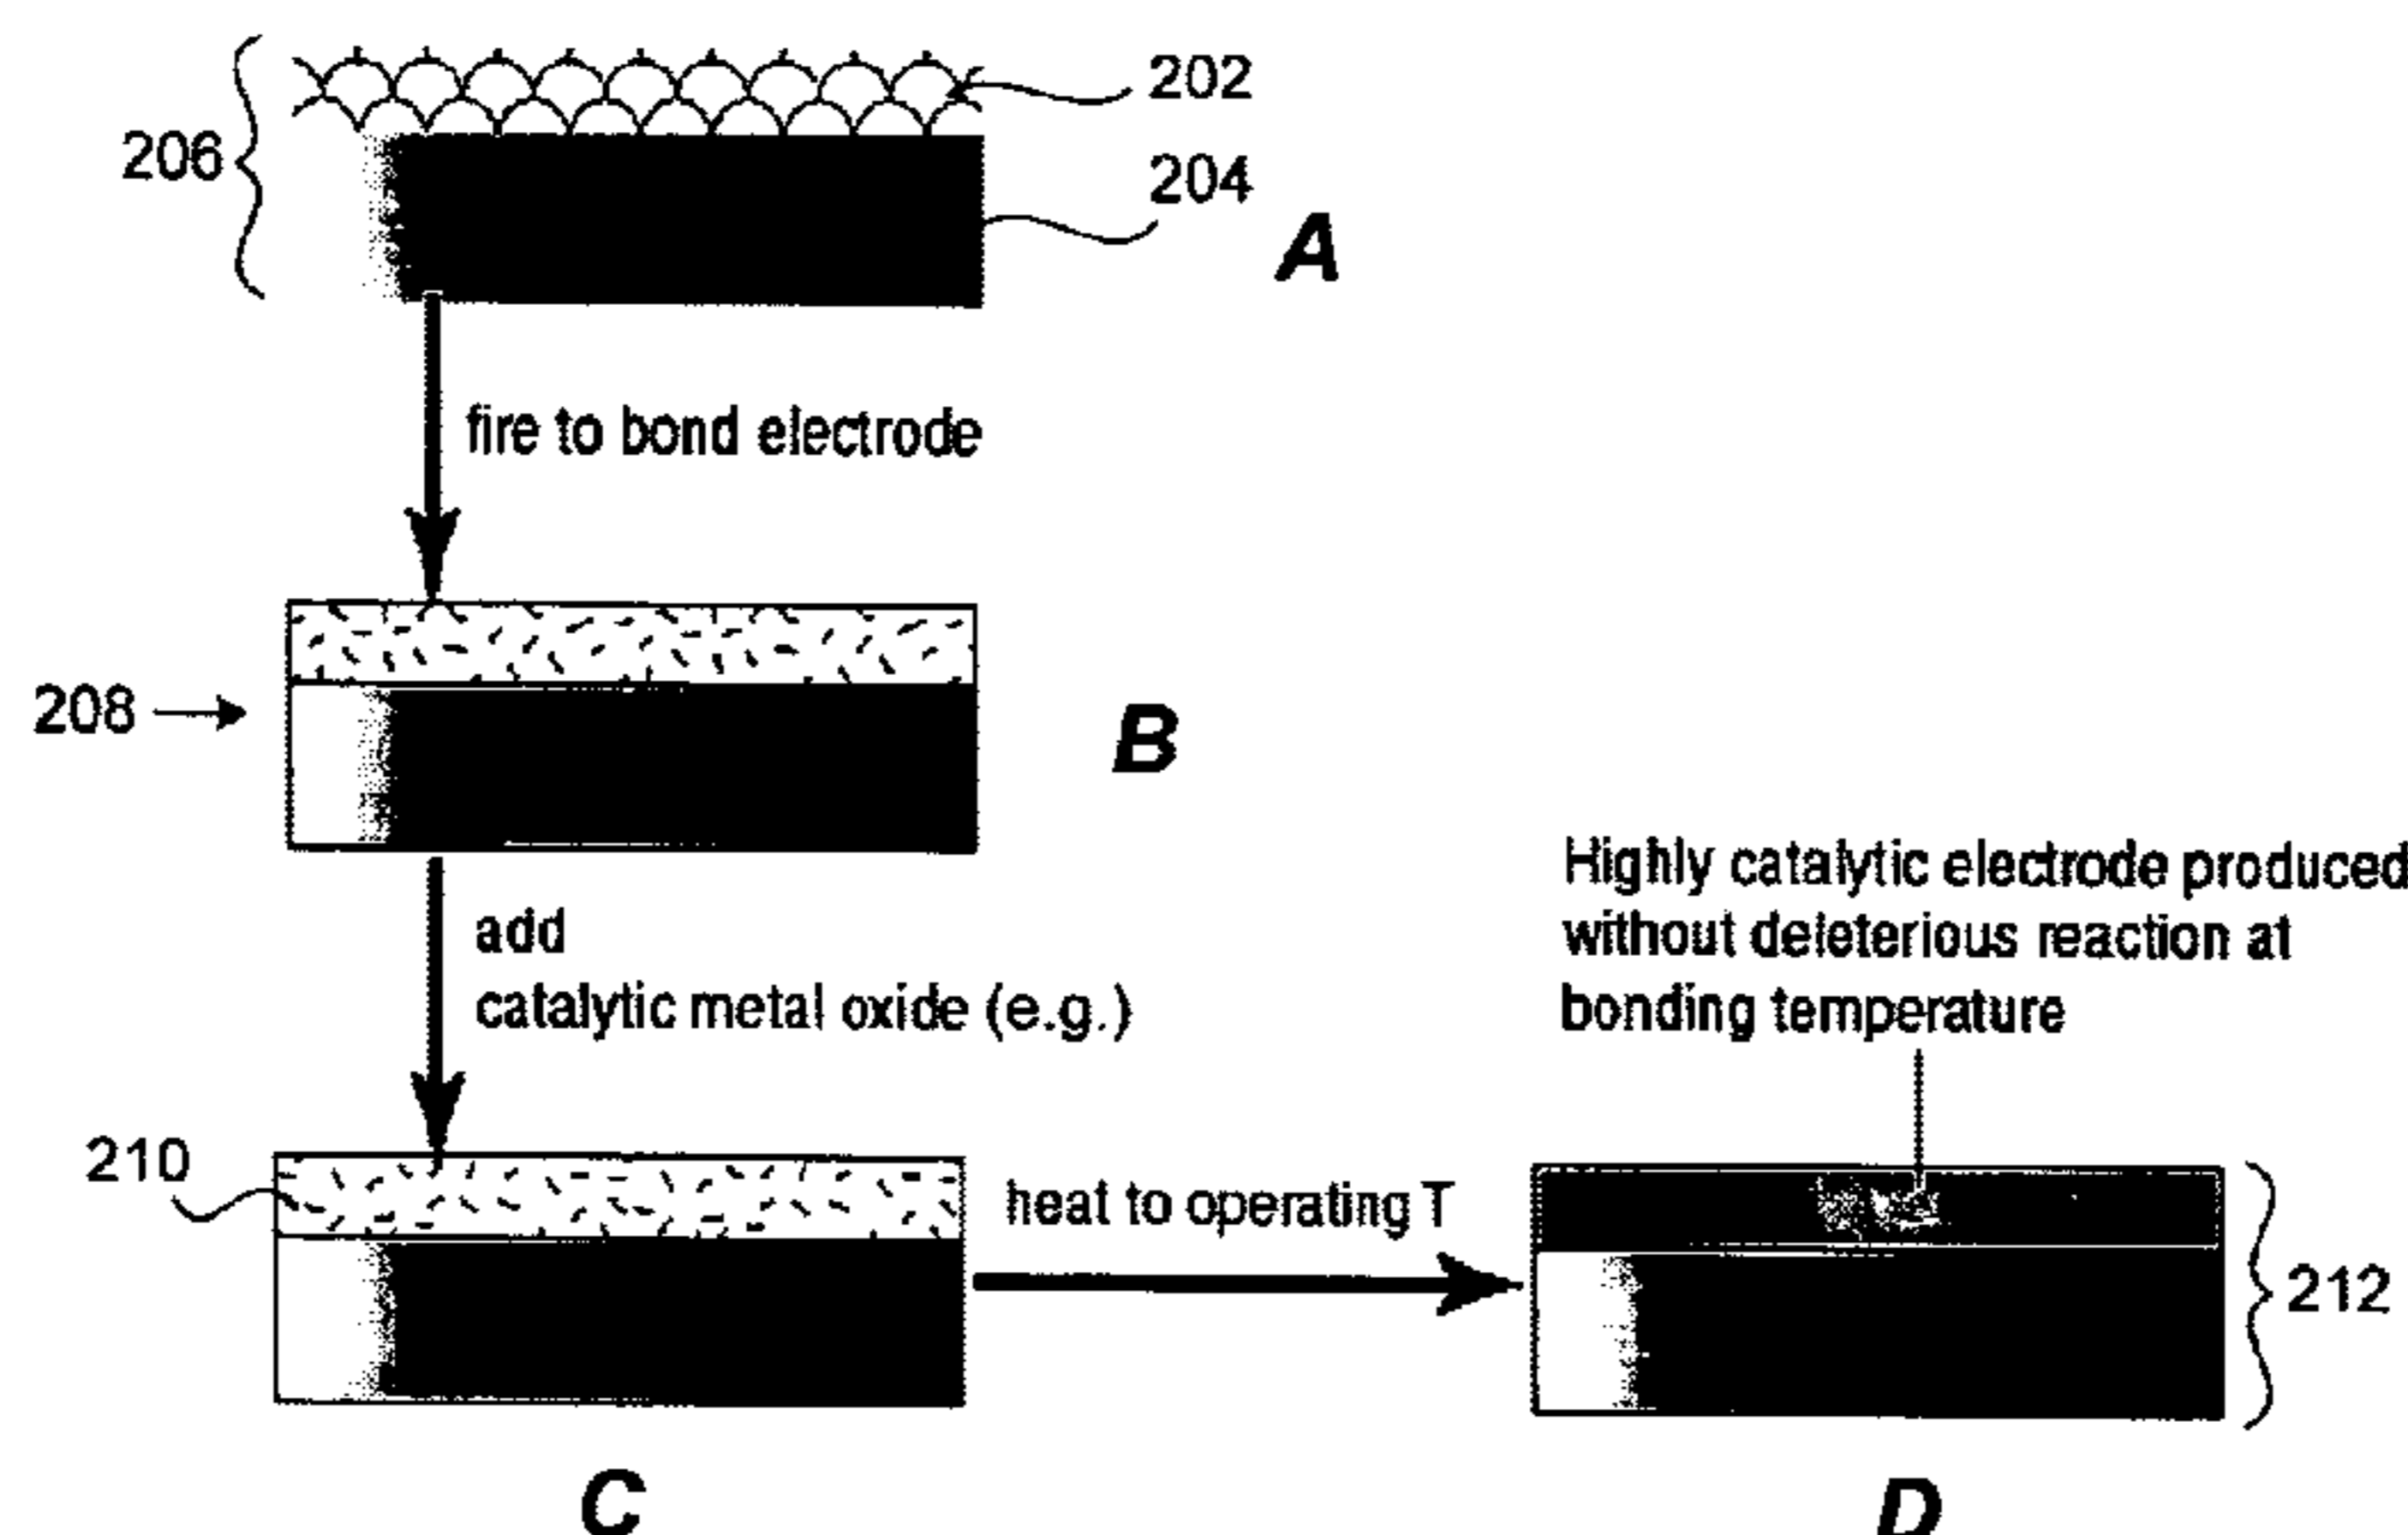 202
206
204
A
fire to bond electrode
208
B
add
catalytic metal oxide (e.g.)
Highly catalytic electrode produced
without deleterious reaction at
bonding temperature
210
heat to operating T
212
C
D